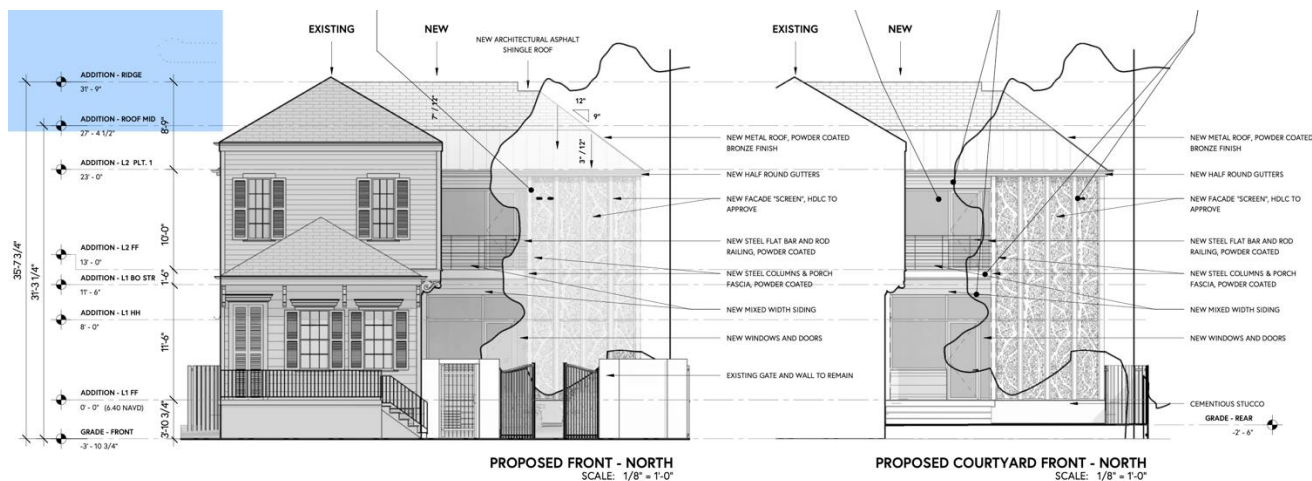 EXISTING
NEW
NEW ARCHITECTURAL ASPHALT
SHINGLE ROOF
EXISTING
NEW
ADDITION - RIDGE
31' - 9"
ADDITION - ROOF MID
27' - 4 1/2"
ADDITION - L2 PLT. 1
23' - 0"
ADDITION - L2 FF
13' - 0"
ADDITION - L1 BO STR
11' - 6"
ADDITION - L1 HH
8' - 0"
ADDITION - L1 FF
0' - 0" (6.40 NAVD)
GRADE - FRONT
-3' - 10 3/4"
35'-7 3/4"
31'-3 1/4"
8'-9"
10'-0"
1'-6"
11'-6"
3'-10 3/4"
7" / 12"
12"
9"
3" / 12"
NEW METAL ROOF, POWDER COATED
BRONZE FINISH
NEW HALF ROUND GUTTERS
NEW FACADE "SCREEN", HDLC TO
APPROVE
NEW STEEL FLAT BAR AND ROD
RAILING, POWDER COATED
NEW STEEL COLUMNS & PORCH
FASCIA, POWDER COATED
NEW MIXED WIDTH SIDING
NEW WINDOWS AND DOORS
EXISTING GATE AND WALL TO REMAIN
NEW METAL ROOF, POWDER COATED
BRONZE FINISH
NEW HALF ROUND GUTTERS
NEW FACADE "SCREEN", HDLC TO
APPROVE
NEW STEEL FLAT BAR AND ROD
RAILING, POWDER COATED
NEW STEEL COLUMNS & PORCH
FASCIA, POWDER COATED
NEW MIXED WIDTH SIDING
NEW WINDOWS AND DOORS
CEMENTIOUS STUCCO
GRADE - REAR
-2' - 6"
PROPOSED FRONT - NORTH
SCALE: 1/8" = 1'-0"
PROPOSED COURTYARD FRONT - NORTH
SCALE: 1/8" = 1'-0"